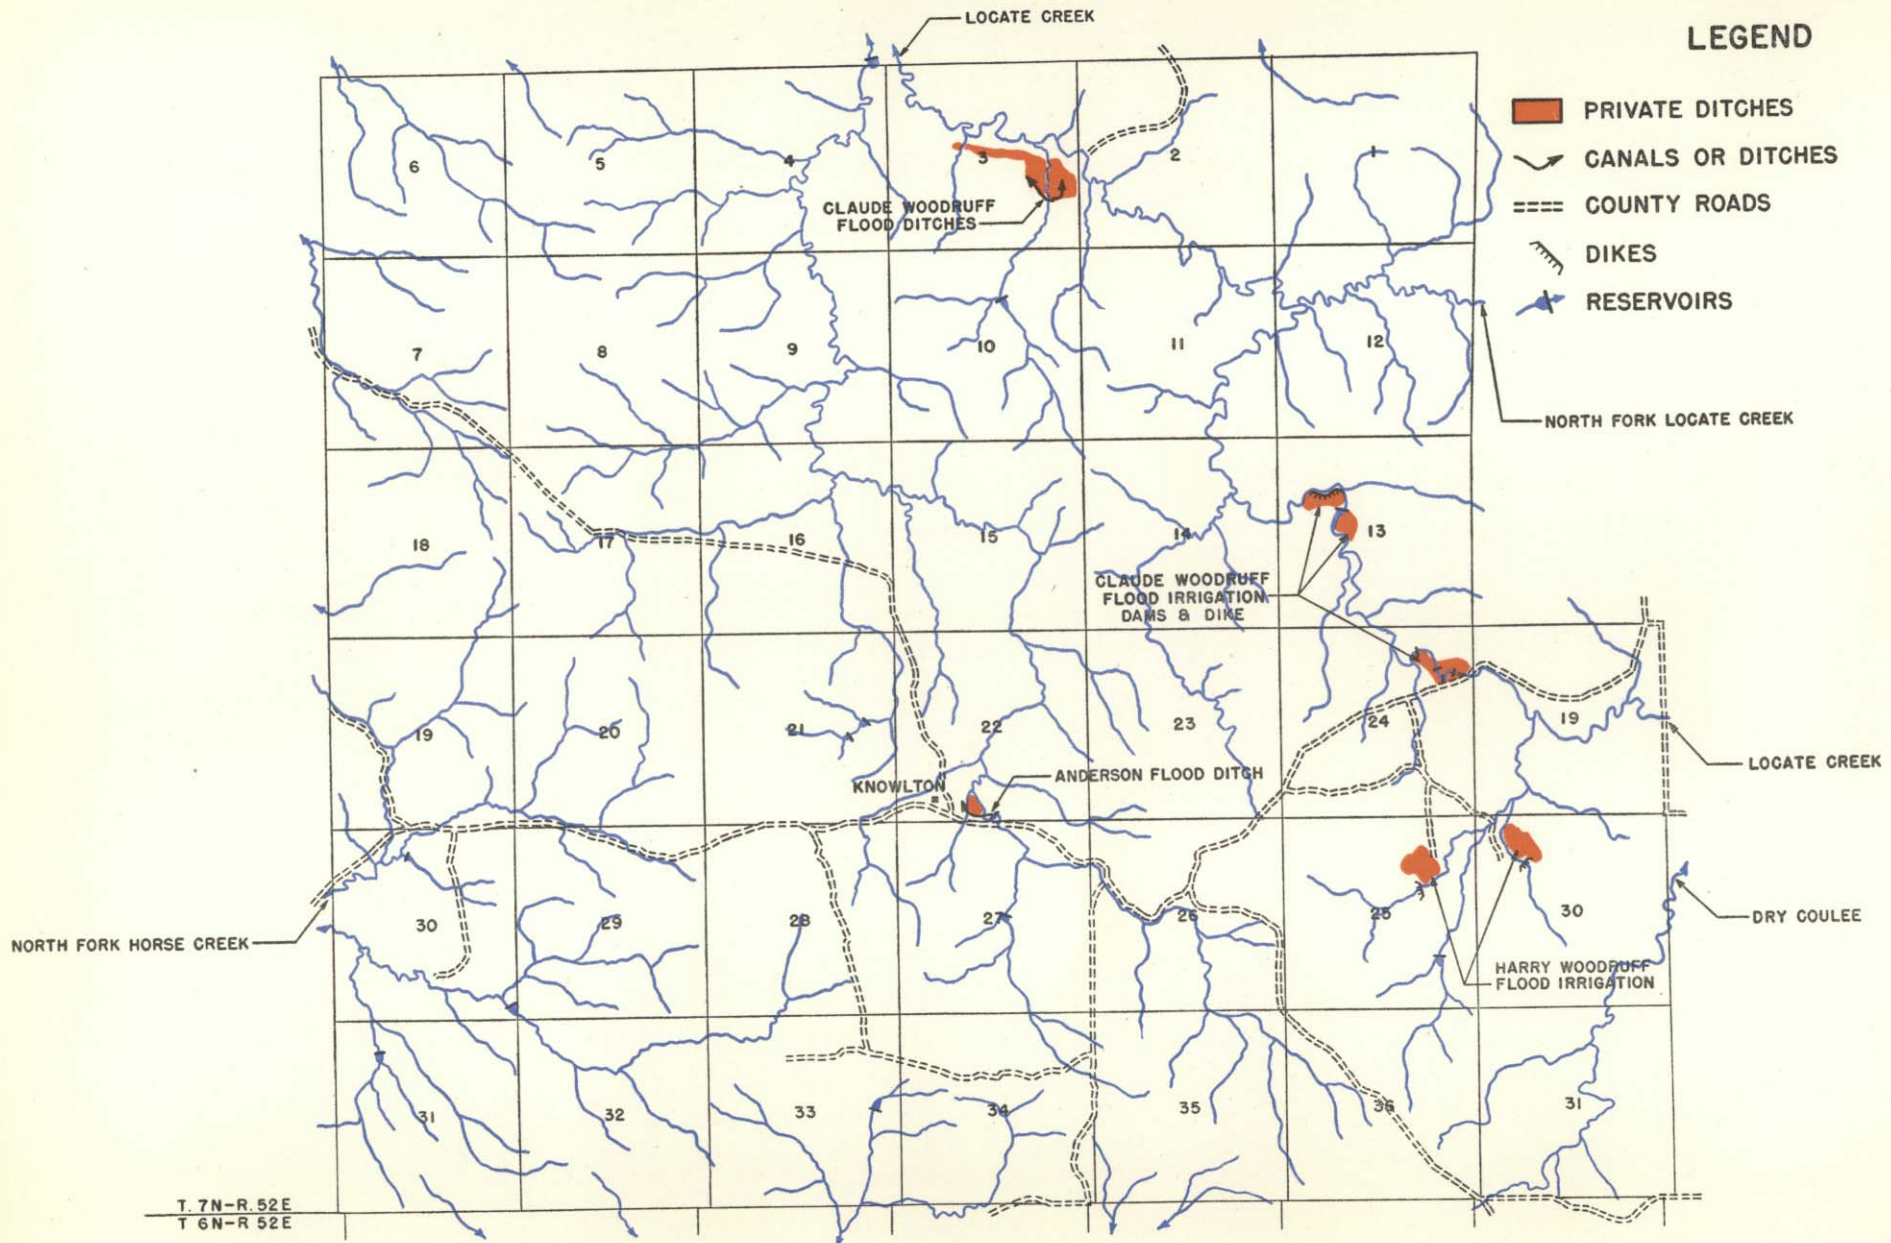 LOCATE CREEK
LEGEND
PRIVATE DITCHES
CANALS OR DITCHES
COUNTY ROADS
DIKES
RESERVOIRS
6 5 4 3 2 1
CLAUDE WOODRUFF
FLOOD DITCHES
7 8 9 10 11 12
NORTH FORK LOCATE CREEK
18 17 16 15 14 13
CLAUDE WOODRUFF
FLOOD IRRIGATION
DAMS & DIKE
19 20 21 22 23 24 19
LOCATE CREEK
KNOWLTON
ANDERSON FLOOD DITCH
30 29 28 27 26 25 30
DRY COULEE
NORTH FORK HORSE CREEK
HARRY WOODRUFF
FLOOD IRRIGATION
31 32 33 34 35 36 31
T. 7N-R. 52E
T 6N-R 52E